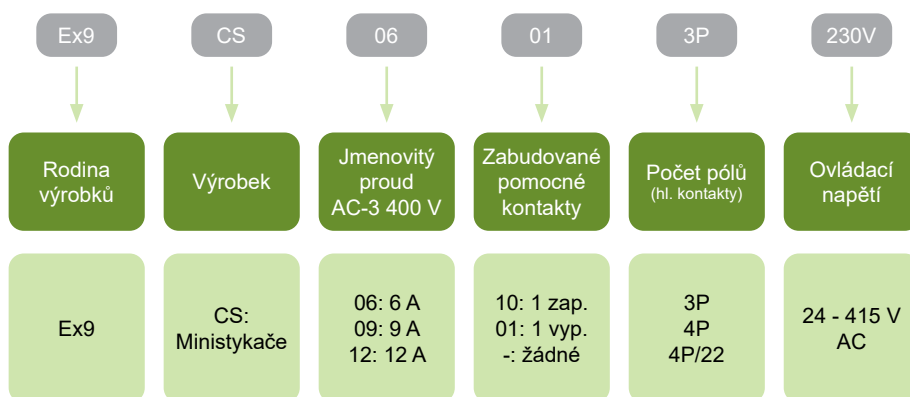 Ex9
CS
06
01
3P
230V
Rodina
výrobků
Výrobek
Jmenovitý
proud
AC-3 400 V
Zabudované
pomocné
kontakty
Počet pólů
(hl. kontakty)
Ovládací
napětí
Ex9
CS:
Ministykače
06: 6 A
09: 9 A
12: 12 A
10: 1 zap.
01: 1 vyp.
-: žádné
3P
4P
4P/22
24 - 415 V
AC